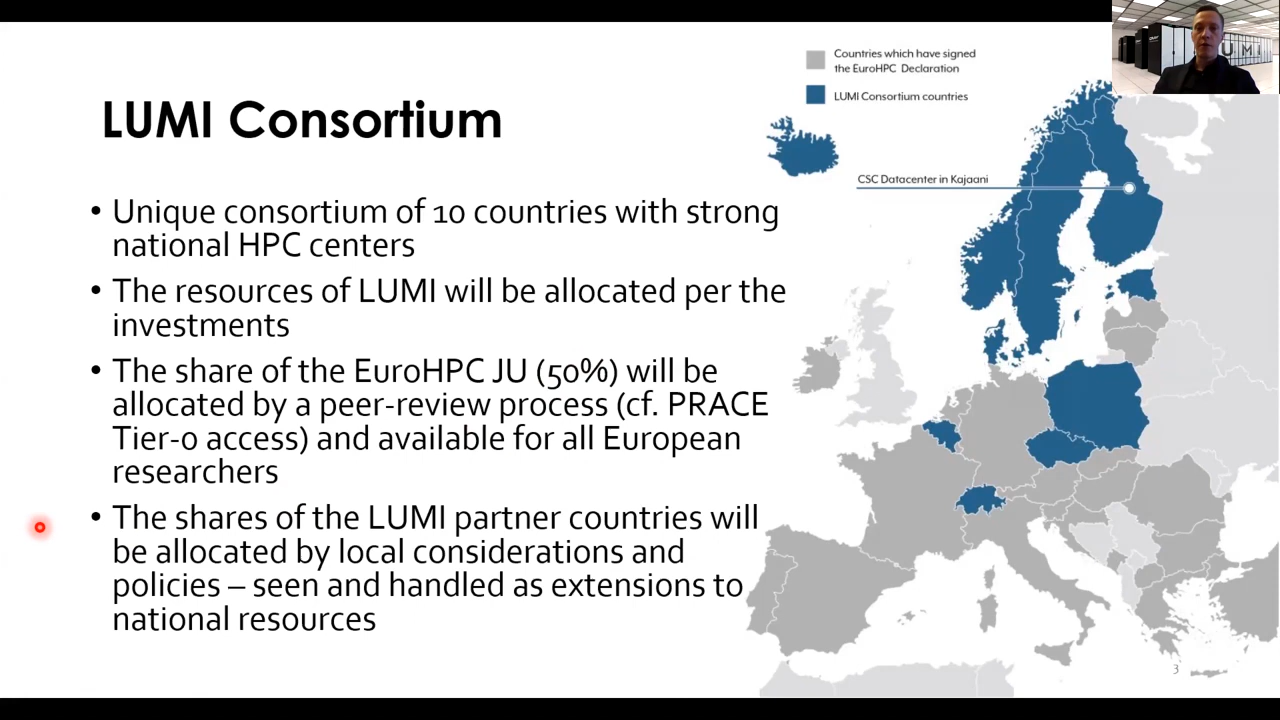 Countries which have signed
the EuroHPC Declaration
LUMI Consortium countries
LUMI Consortium
CSC Datacenter in Kajaani
• Unique consortium of 10 countries with strong
national HPC centers
• The resources of LUMI will be allocated per the
investments
• The share of the EuroHPC JU (50%) will be
allocated by a peer-review process (cf. PRACE
Tier-0 access) and available for all European
researchers
• The shares of the LUMI partner countries will
be allocated by local considerations and
policies – seen and handled as extensions to
national resources
3